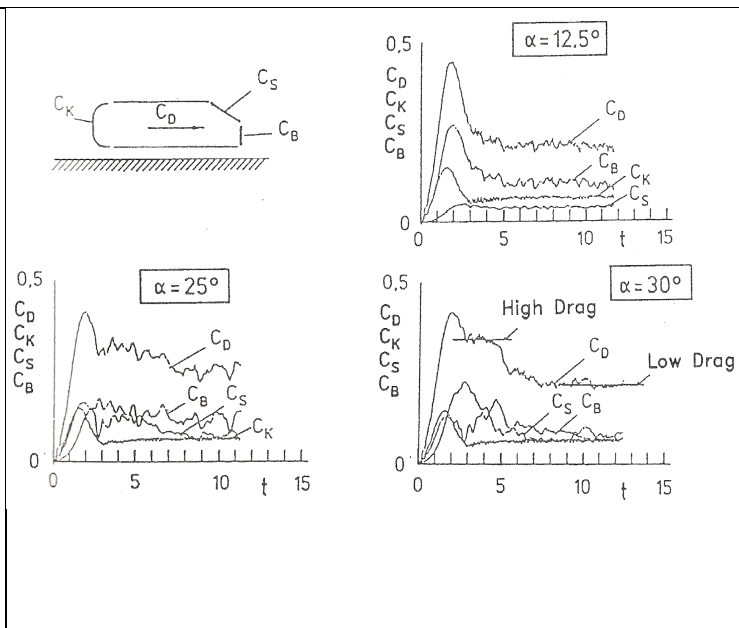 C_K
C_D
C_S
C_B
α = 12,5°
0,5
C_D
C_K
C_S
C_B
0
C_D
C_B
C_K
C_S
0 5 10 15
t
α = 25°
0,5
C_D
C_K
C_S
C_B
0
C_D
C_B
C_S
C_K
0 5 10 15
t
α = 30°
0,5
C_D
C_K
C_S
C_B
0
High Drag
C_D
Low Drag
C_S
C_B
0 5 10 15
t